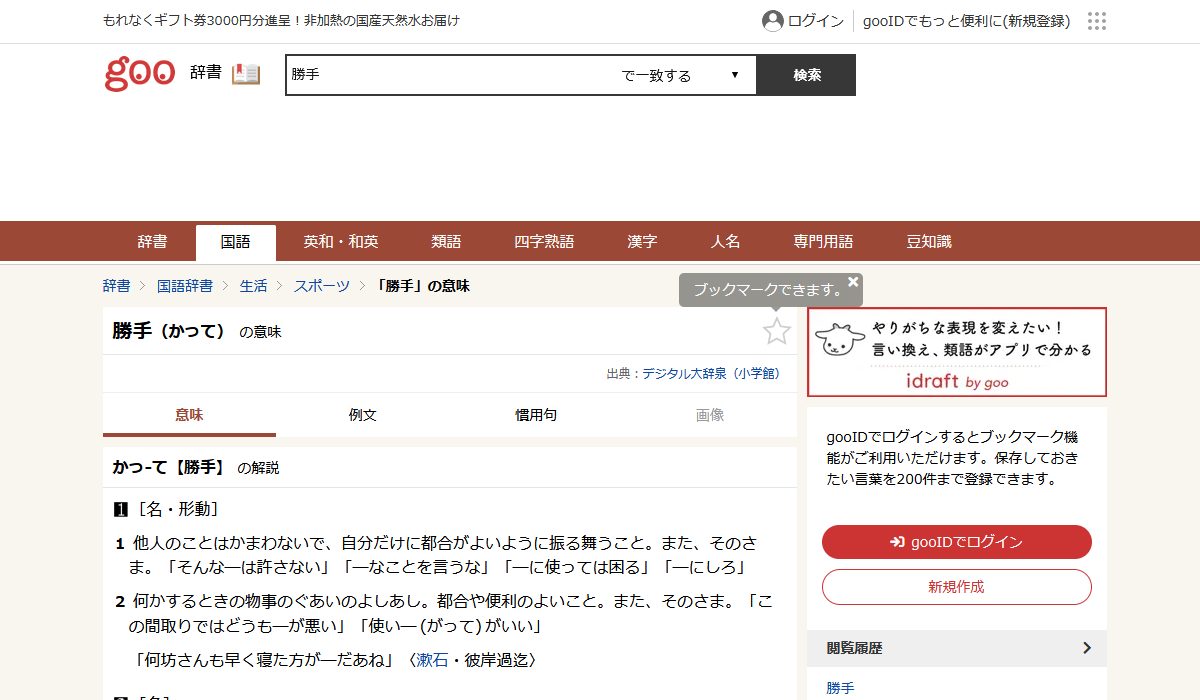 もれなくギフト券3000円分進呈！非加熱の国産天然水お届け
ログイン
gooIDでもっと便利に(新規登録)
goo 辞書
勝手
で一致する ▼
検索
辞書 国語 英和・和英 類語 四字熟語 漢字 人名 専門用語 豆知識
辞書 > 国語辞書 > 生活 > スポーツ > 「勝手」の意味
ブックマークできます。 ×
勝手（かって） の意味
出典：デジタル大辞泉（小学館）
意味 例文 慣用句 画像
かっ‐て【勝手】 の解説
1 ［名・形動］
1 他人のことはかまわないで、自分だけに都合がよいように振る舞うこと。また、そのさ
ま。「そんな―は許さない」「―なことを言うな」「―に使っては困る」「―にしろ」
2 何かするときの物事のぐあいのよしあし。都合や便利のよいこと。また、そのさま。「こ
の間取りではどうも―が悪い」「使い―(がって)がいい」
「何坊さんも早く寝た方が―だあね」〈漱石・彼岸過迄〉
やりがちな表現を変えたい！
言い換え、類語がアプリで分かる
idraft by goo
gooIDでログインするとブックマーク機
能がご利用いただけます。保存しておき
たい言葉を200件まで登録できます。
gooIDでログイン
新規作成
閲覧履歴
勝手